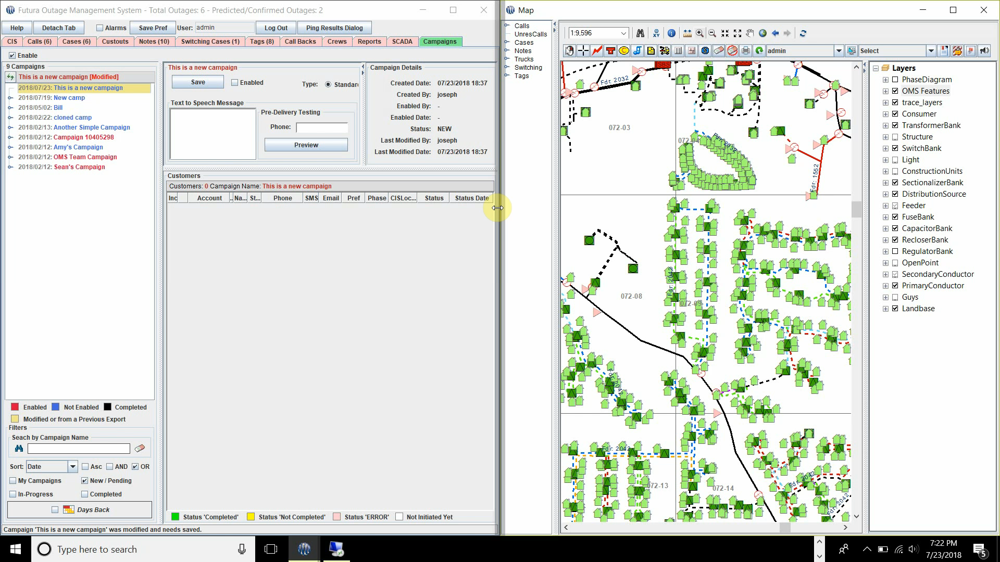 Futura Outage Management System - Total Outages: 6 - Predicted/Confirmed Outages: 2
Help
Detach Tab
Alarms
Save Pref
User:
admin
Log Out
Ping Results Dialog
CIS
Calls (6)
Cases (6)
Custouts
Notes (10)
Switching Cases (1)
Tags (8)
Call Backs
Crews
Reports
SCADA
Campaigns
Enable
9 Campaigns
This is a new campaign [Modified]
2018/07/23: This is a new campaign
2018/07/19: New camp
2018/05/02: Bill
2018/02/22: cloned camp
2018/02/13: Another Simple Campaign
2018/02/12: Campaign 10405298
2018/02/12: Amy's Campaign
2018/02/12: OMS Team Campaign
2018/02/12: Sean's Campaign
Enabled
Not Enabled
Completed
Modified or from a Previous Export
Filters
Seach by Campaign Name
Sort:
Date
Asc
AND
OR
My Campaigns
New / Pending
In-Progress
Completed
Days Back
This is a new campaign
Save
Enabled
Type:
Standar
Text to Speech Message
Pre-Delivery Testing
Phone:
Preview
Campaign Details
Created Date: 07/23/2018 18:37
Created By: joseph
Enabled By: -
Enabled Date: -
Status: NEW
Last Modified By: joseph
Last Modified Date: 07/23/2018 18:37
Customers
Customers: 0 Campaign Name: This is a new campaign
Inc
Account
..
Na...
St...
Phone
SMS
Email
Pref
Phase
CISLoc...
Status
Status Date
Status 'Completed'
Status 'Not Completed'
Status 'ERROR'
Not Initiated Yet
Campaign 'This is a new campaign' was modified and needs saved.
Map
Calls
UnresCalls
Cases
Notes
Trucks
Switching
Tags
1:9,596
XY
admin
Select
SBS
SBS
Fdr. 2032
072-03
072-04
Fdr. 2032
Fdr: 1552
Fdr. 2042
072-08
072-09
Fdr. 2042
Fdr. 2042
072-13
072-14
Fdr. 2042
Fdr. 2042
Layers
PhaseDiagram
OMS Features
trace_layers
Consumer
TransformerBank
Structure
SwitchBank
Light
ConstructionUnits
SectionalizerBank
DistributionSource
Feeder
FuseBank
CapacitorBank
RecloserBank
RegulatorBank
OpenPoint
SecondaryConductor
PrimaryConductor
Guys
Landbase
Type here to search
7:22 PM
7/23/2018
5